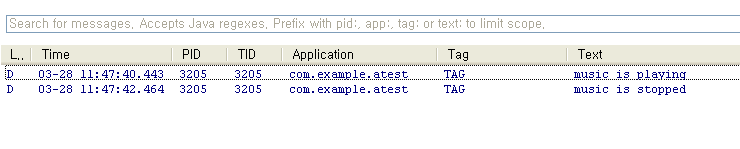 Search for messages. Accepts Java regexes. Prefix with pid:, app:, tag: or text: to limit scope.
L.. Time PID TID Application Tag Text
D 03-28 11:47:40.443 3205 3205 com.example.atest TAG music is playing
D 03-28 11:47:42.464 3205 3205 com.example.atest TAG music is stopped